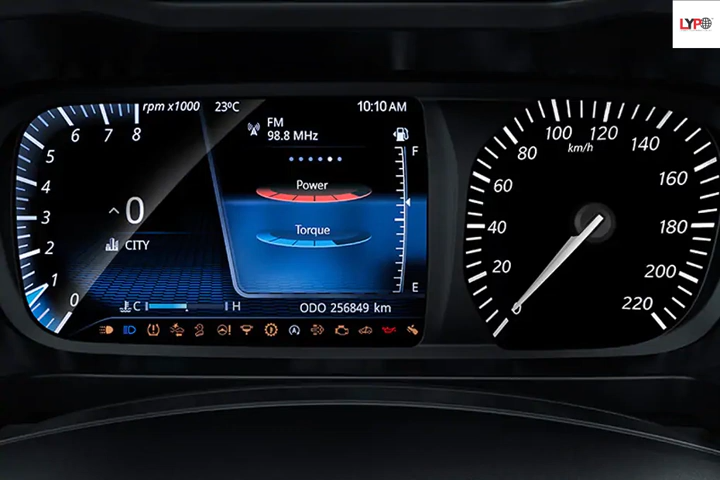 LYPO
rpm x1000
23°C
10:10 AM
FM
98.8 MHz
0
1
2
3
4
5
6
7
8
0
CITY
Power
Torque
F
E
C
H
ODO 256849 km
0
20
40
60
80
100
120
140
160
180
200
220
km/h